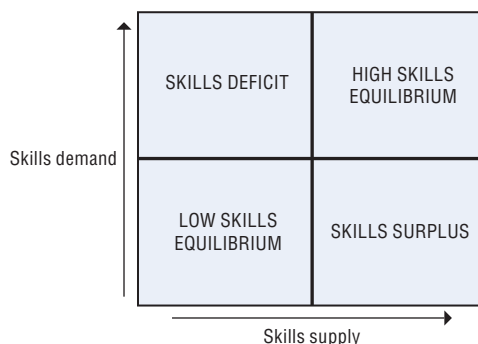 SKILLS DEFICIT
HIGH SKILLS
EQUILIBRIUM
Skills demand
LOW SKILLS
EQUILIBRIUM
SKILLS SURPLUS
Skills supply